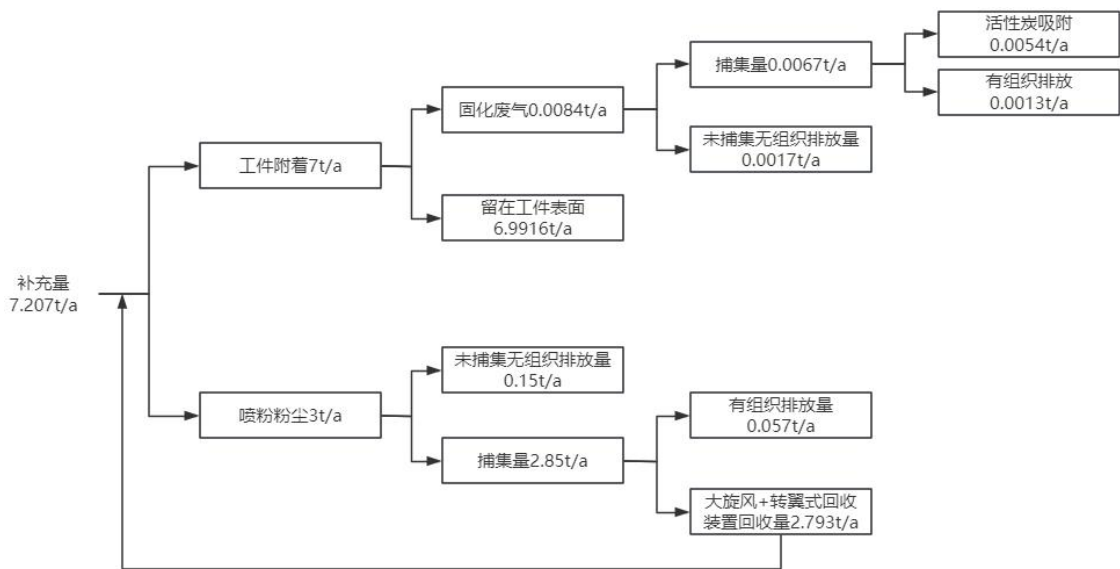 活性炭吸附
0.0054t/a
捕集量0.0067t/a
有组织排放
0.0013t/a
固化废气0.0084t/a
未捕集无组织排放量
0.0017t/a
工件附着7t/a
留在工件表面
6.9916t/a
补充量
7.207t/a
未捕集无组织排放量
0.15t/a
喷粉粉尘3t/a
有组织排放量
0.057t/a
捕集量2.85t/a
大旋风+转翼式回收
装置回收量2.793t/a